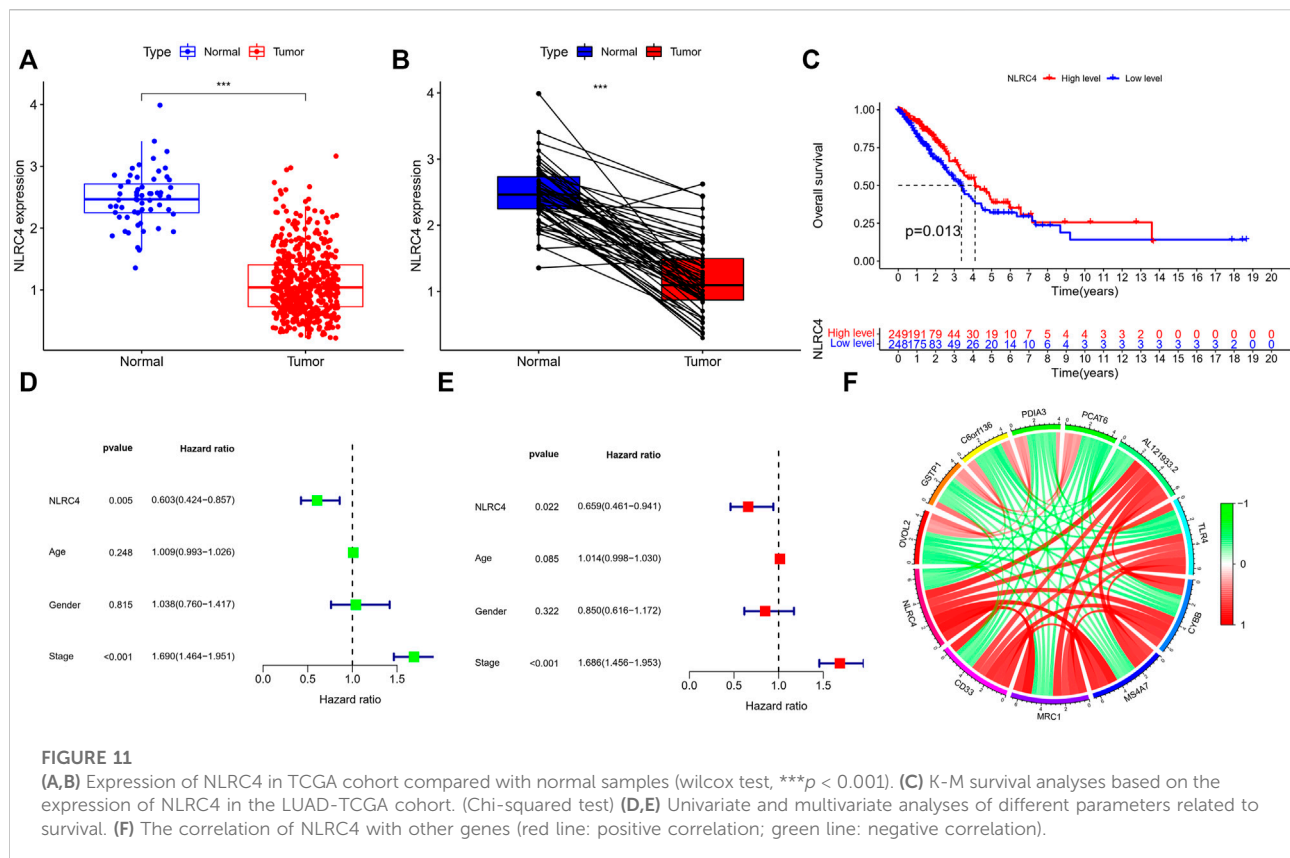 A
Type Normal Tumor
***
NLRC4 expression
4
3
2
1
Normal Tumor
B
Type Normal Tumor
***
NLRC4 expression
4
3
2
1
Normal Tumor
C
NLRC4 High level Low level
Overall survival
1.00
0.75
0.50
0.25
0.00
p=0.013
0 1 2 3 4 5 6 7 8 9 10 11 12 13 14 15 16 17 18 19 20
Time(years)
NLRC4
High level 249 191 79 44 30 19 10 7 5 4 4 3 3 2 0 0 0 0 0 0 0
Low level 248 175 83 49 26 20 14 10 6 4 3 3 3 3 3 3 3 3 2 0 0
0 1 2 3 4 5 6 7 8 9 10 11 12 13 14 15 16 17 18 19 20
Time(years)
D
pvalue Hazard ratio
NLRC4 0.005 0.603(0.424−0.857)
Age 0.248 1.009(0.993−1.026)
Gender 0.815 1.038(0.760−1.417)
Stage <0.001 1.690(1.464−1.951)
0.0 0.5 1.0 1.5
Hazard ratio
E
pvalue Hazard ratio
NLRC4 0.022 0.659(0.461−0.941)
Age 0.085 1.014(0.998−1.030)
Gender 0.322 0.850(0.616−1.172)
Stage <0.001 1.686(1.456−1.953)
0.0 0.5 1.0 1.5
Hazard ratio
F
PDIA3
PCAT6
AL121933.2
TLR4
CYBB
MS4A7
MRC1
CD33
NLRC4
OVOL2
GSTP1
C6orf136
−1
0
1
FIGURE 11
(A,B) Expression of NLRC4 in TCGA cohort compared with normal samples (wilcox test, ***p < 0.001). (C) K-M survival analyses based on the
expression of NLRC4 in the LUAD-TCGA cohort. (Chi-squared test) (D,E) Univariate and multivariate analyses of different parameters related to
survival. (F) The correlation of NLRC4 with other genes (red line: positive correlation; green line: negative correlation).